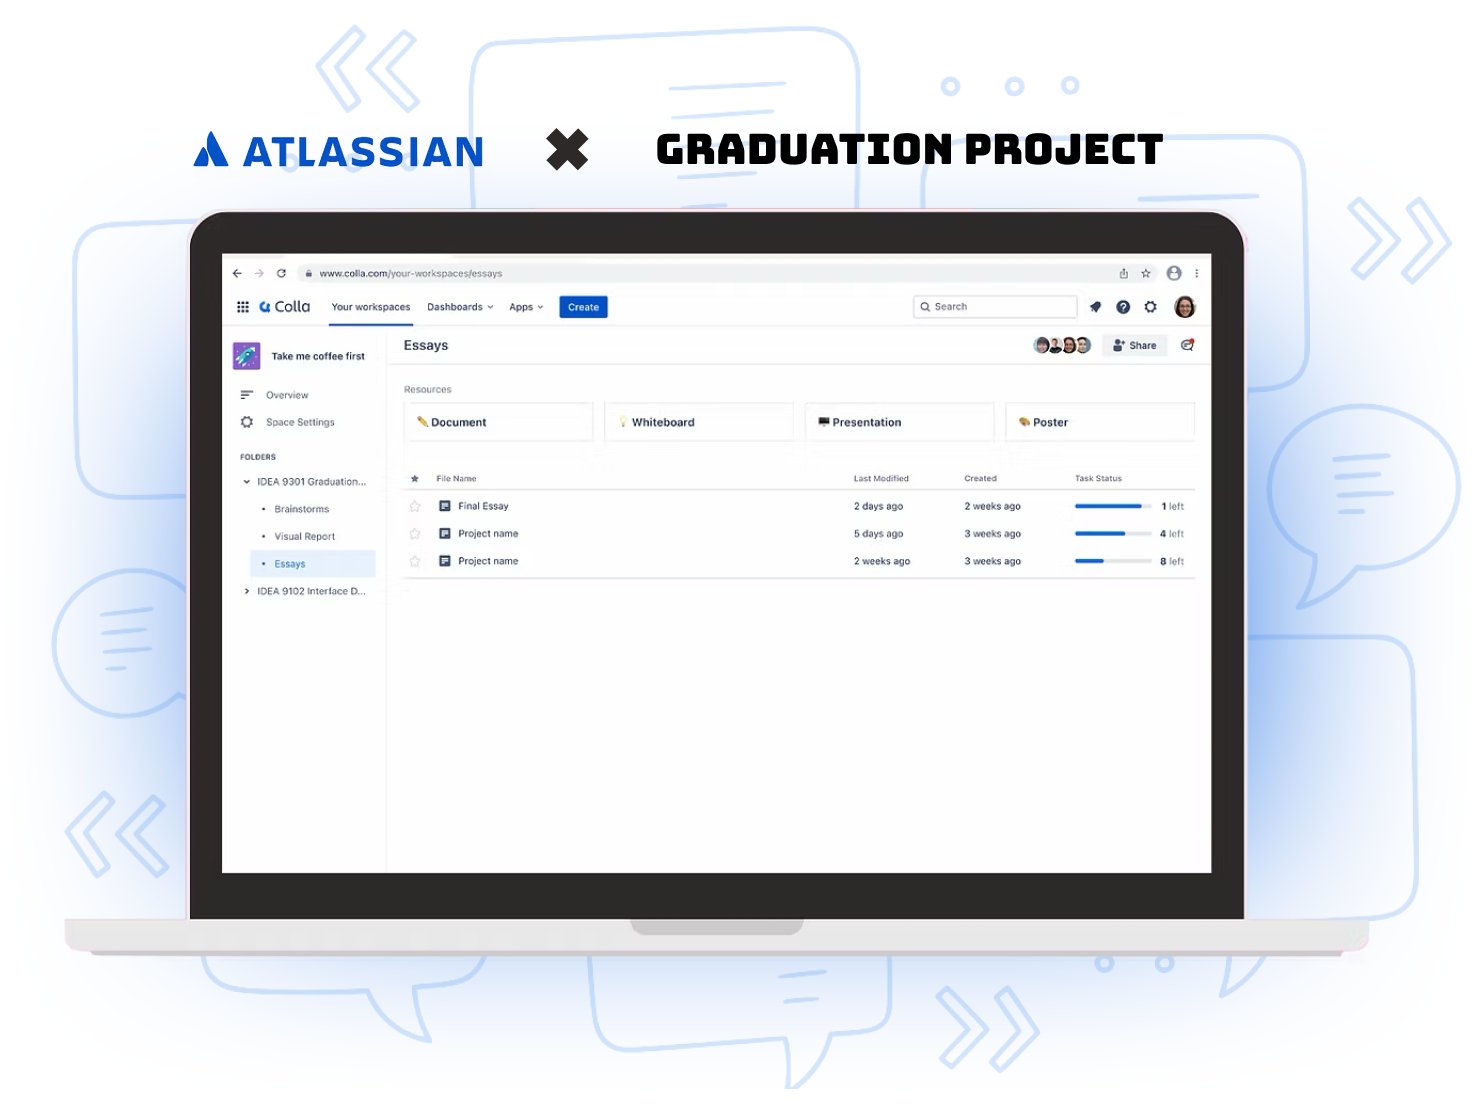 ATLASSIAN GRADUATION PROJECT
www.colla.com/your-workspaces/essays
Colla Your workspaces Dashboards Apps Create Search
Take me coffee first
Overview
Space Settings
FOLDERS
IDEA 9301 Graduation...
• Brainstorms
• Visual Report
• Essays
IDEA 9102 Interface D...
Essays Share
Resources
Document Whiteboard Presentation Poster
File Name Last Modified Created Task Status
Final Essay 2 days ago 2 weeks ago 1 left
Project name 5 days ago 3 weeks ago 4 left
Project name 2 weeks ago 3 weeks ago 8 left